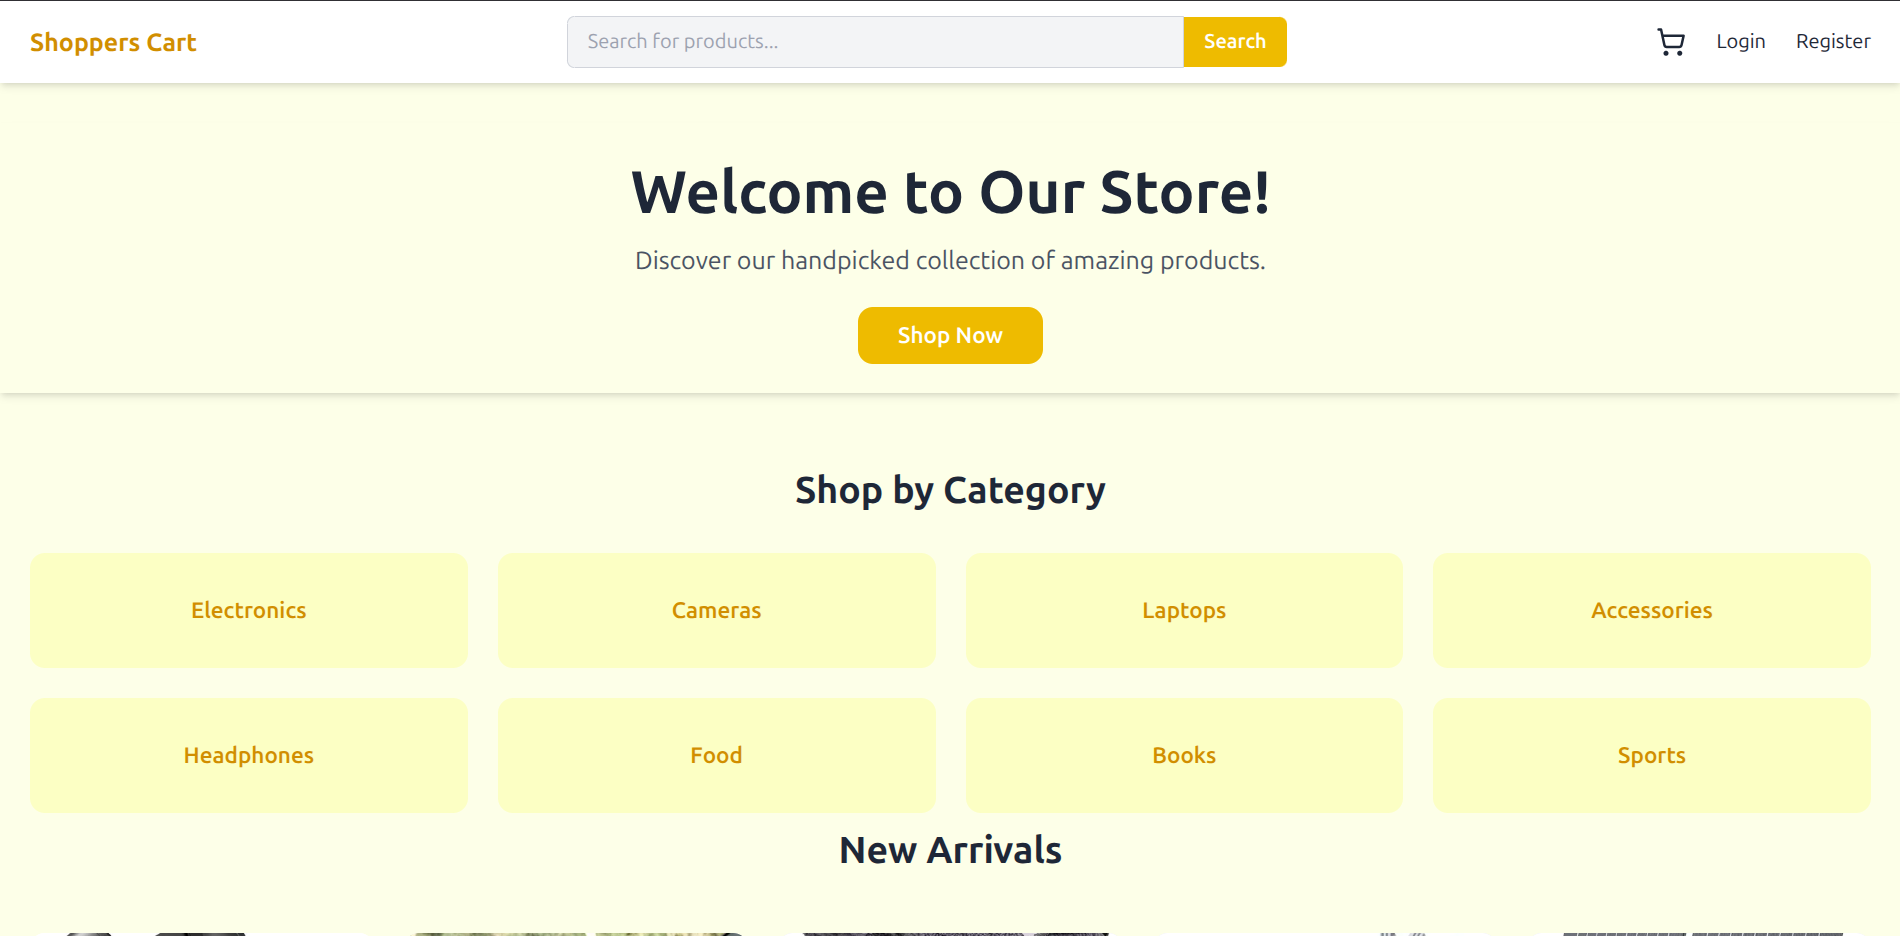 Shoppers Cart
Search for products...
Search
Login
Register
Welcome to Our Store!
Discover our handpicked collection of amazing products.
Shop Now
Shop by Category
Electronics
Cameras
Laptops
Accessories
Headphones
Food
Books
Sports
New Arrivals